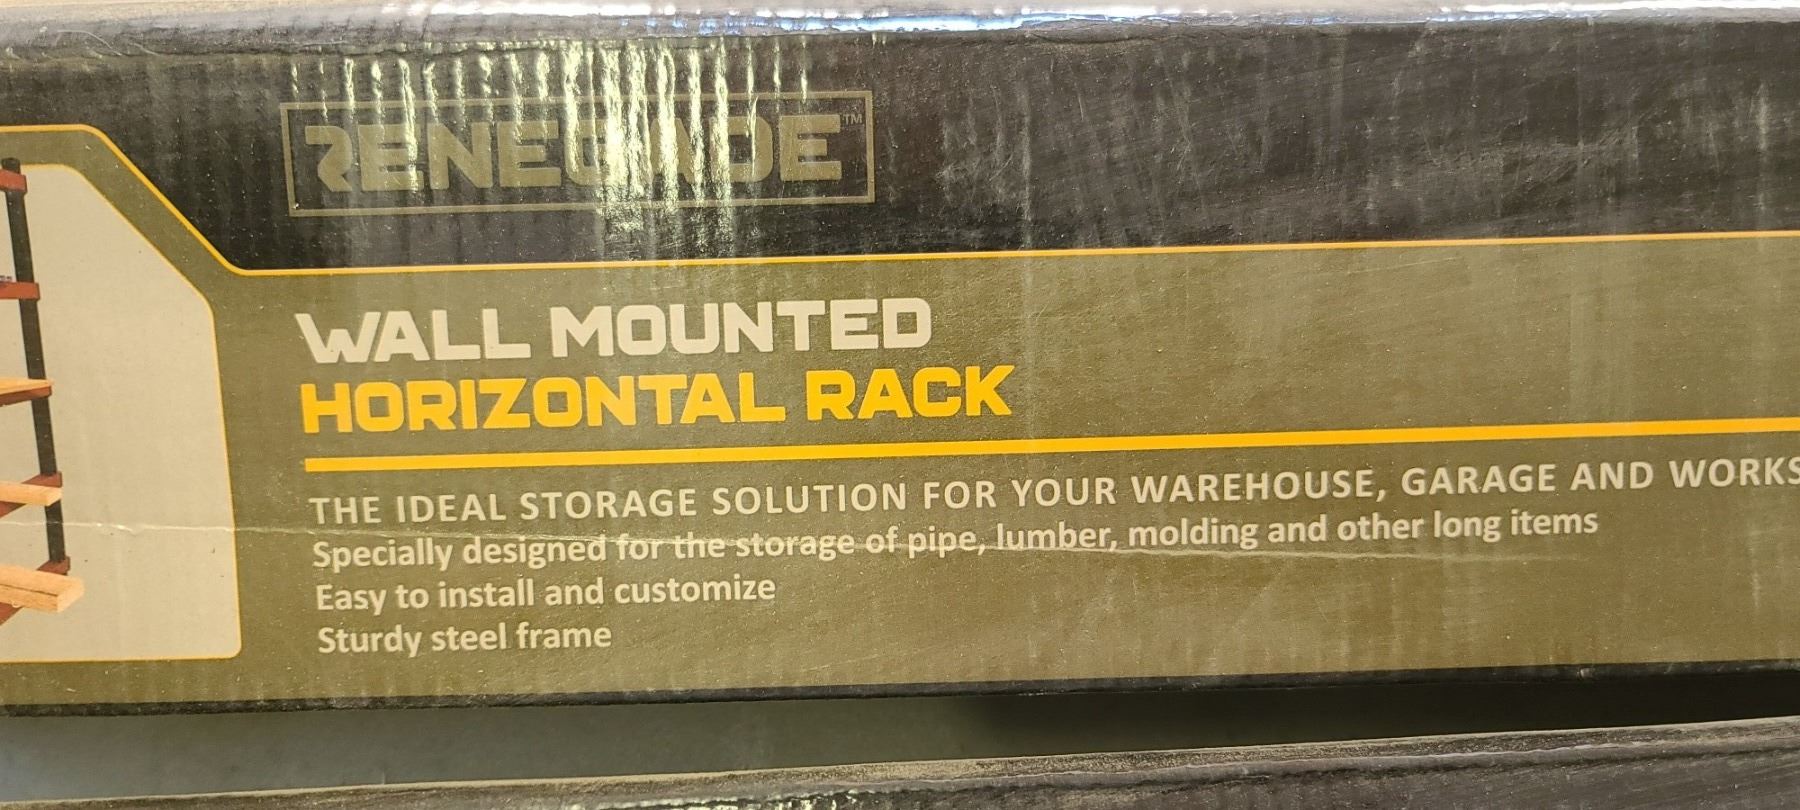 RENEGADE™
WALL MOUNTED
HORIZONTAL RACK
THE IDEAL STORAGE SOLUTION FOR YOUR WAREHOUSE, GARAGE AND WORKS
Specially designed for the storage of pipe, lumber, molding and other long items
Easy to install and customize
Sturdy steel frame